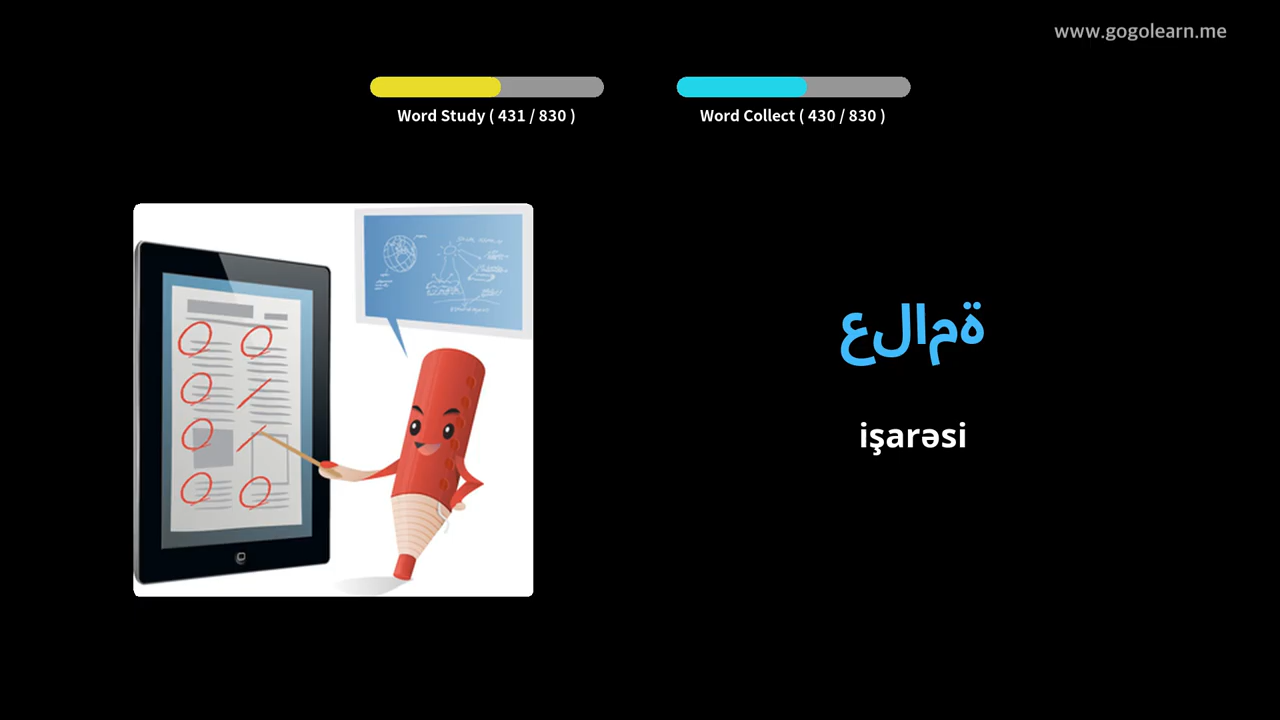 www.gogolearn.me
Word Study ( 431 / 830 )
Word Collect ( 430 / 830 )
علامة
işarəsi